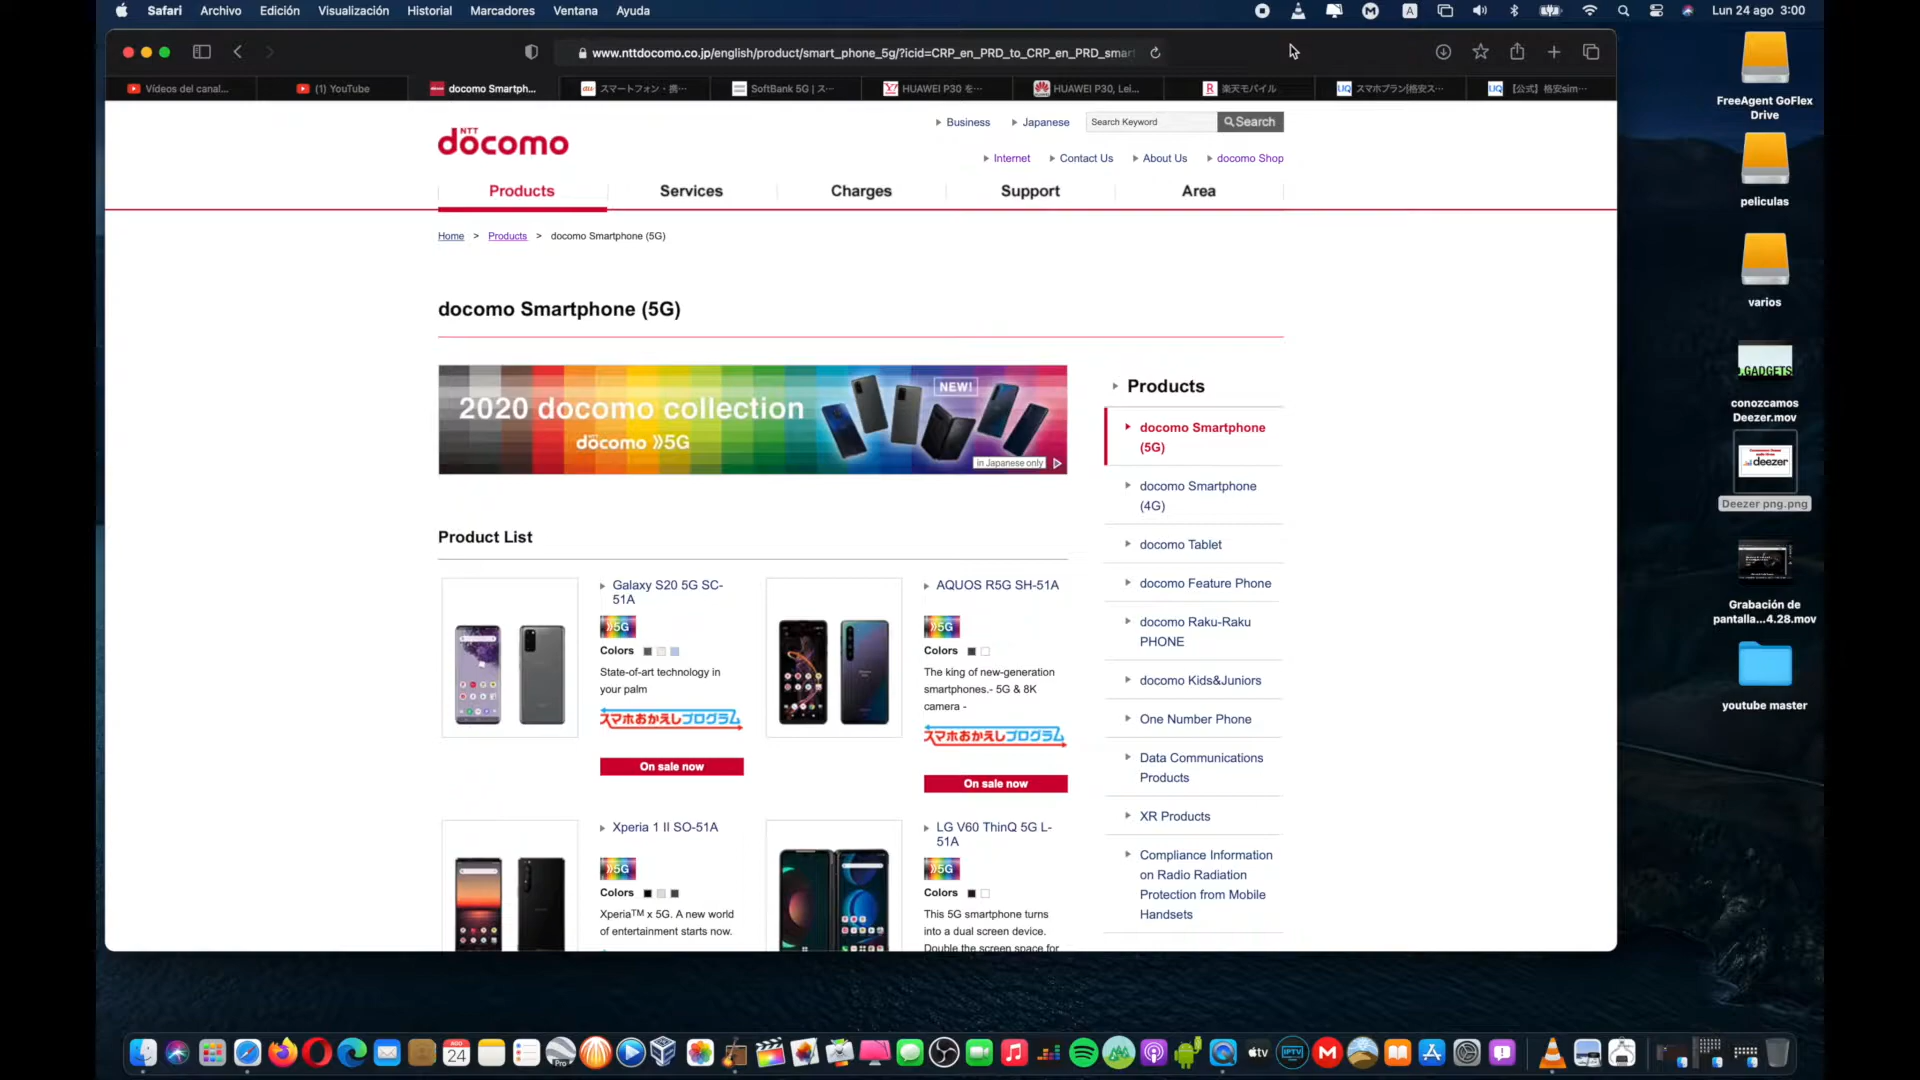 Safari Archivo Edición Visualización Historial Marcadores Ventana Ayuda
Lun 24 ago 3:00
www.nttdocomo.co.jp/english/product/smart_phone_5g/?icid=CRP_en_PRD_to_CRP_en_PRD_smar
Vídeos del canal...
(1) YouTube
docomo Smartph...
au スマートフォン・携…
SoftBank 5G | ス…
HUAWEI P30 を…
HUAWEI P30, Lei...
楽天モバイル
UQ スマホプラン|格安ス…
UQ 【公式】格安sim…
NTT
döcomo
Business
Japanese
Search Keyword
Search
Internet
Contact Us
About Us
docomo Shop
Products
Services
Charges
Support
Area
Home > Products > docomo Smartphone (5G)
docomo Smartphone (5G)
2020 docomo collection
döcomo 5G
NEW!
in Japanese only
Product List
Galaxy S20 5G SC-
51A
5G
Colors
State-of-art technology in
your palm
スマホおかえしプログラム
On sale now
AQUOS R5G SH-51A
5G
Colors
The king of new-generation
smartphones.- 5G & 8K
camera -
スマホおかえしプログラム
On sale now
Xperia 1 II SO-51A
5G
Colors
Xperia™ x 5G. A new world
of entertainment starts now.
LG V60 ThinQ 5G L-
51A
5G
Colors
This 5G smartphone turns
into a dual screen device.
Double the screen space for
Products
docomo Smartphone
(5G)
docomo Smartphone
(4G)
docomo Tablet
docomo Feature Phone
docomo Raku-Raku
PHONE
docomo Kids&Juniors
One Number Phone
Data Communications
Products
XR Products
Compliance Information
on Radio Radiation
Protection from Mobile
Handsets
FreeAgent GoFlex
Drive
peliculas
varios
.GADGETS
conozcamos
Deezer.mov
deezer
Deezer png.png
Grabación de
pantalla...4.28.mov
youtube master
AGO
24
Pro
tv
IPTV